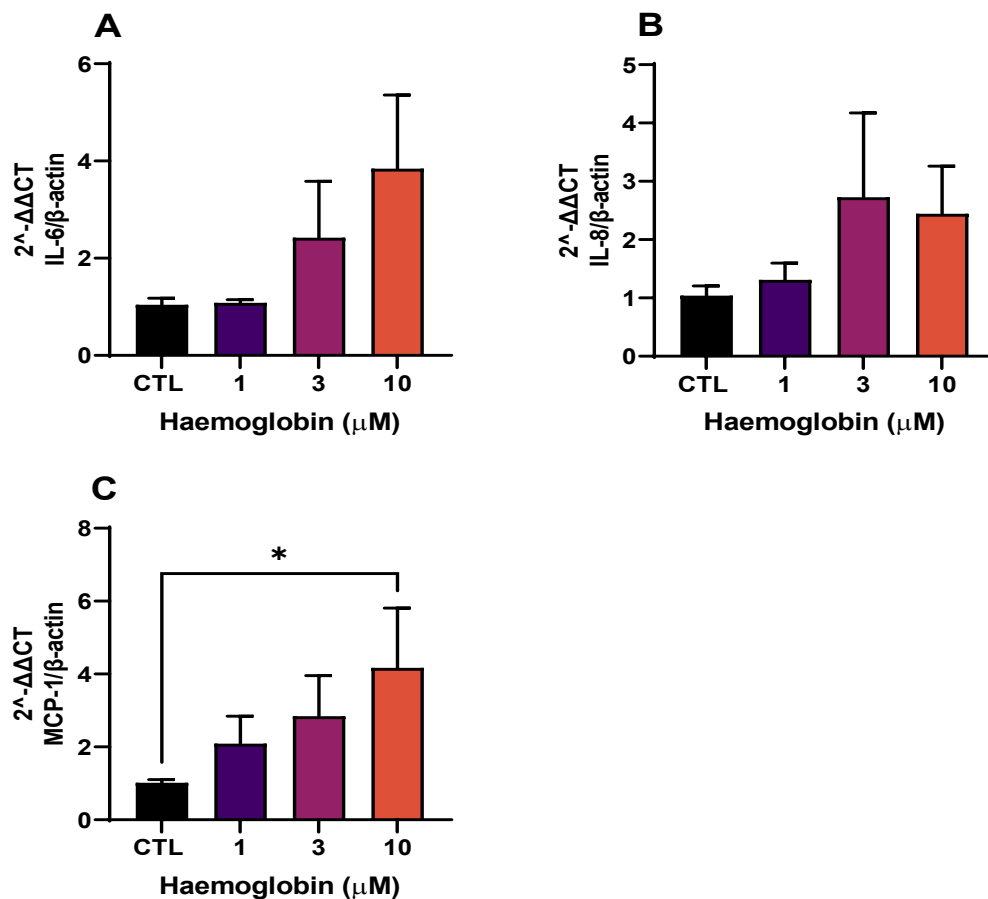 A
6
4
2
0
2^-ΔΔCT
IL-6/β-actin
CTL 1 3 10
Haemoglobin (μM)
B
5
4
3
2
1
0
2^-ΔΔCT
IL-8/β-actin
CTL 1 3 10
Haemoglobin (μM)
C
8
6
4
2
0
2^-ΔΔCT
MCP-1/β-actin
*
CTL 1 3 10
Haemoglobin (μM)